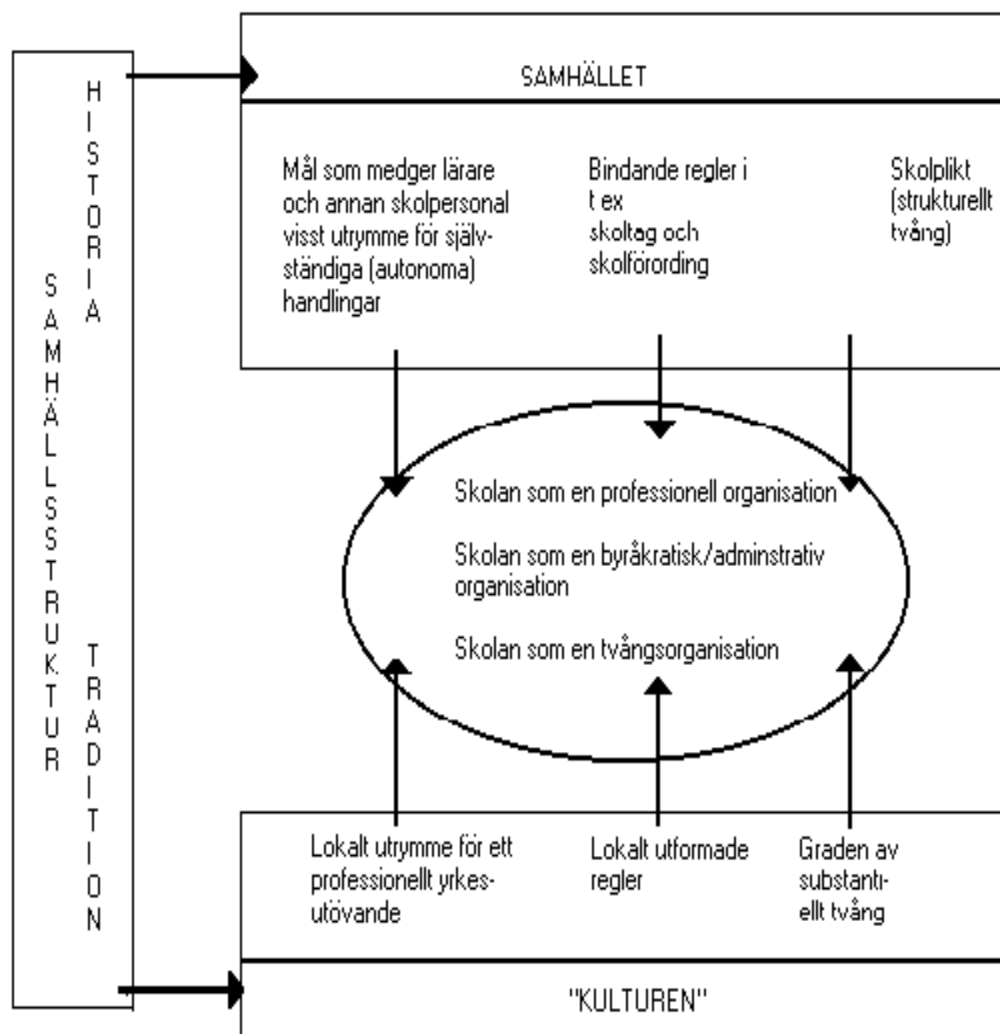 HISTORIA
TRADITION
SAMHÄLLSSTRUKTUR
SAMHÄLLET
Mål som medger lärare
och annan skolpersonal
visst utrymme för själv-
ständiga (autonoma)
handlingar
Bindande regler i
t ex
skoltag och
skolförording
Skolplikt
(strukturellt
tvång)
Skolan som en professionell organisation
Skolan som en byråkratisk/adminstrativ
organisation
Skolan som en tvångsorganisation
Lokalt utrymme för ett
professionellt yrkes-
utövande
Lokalt utformade
regler
Graden av
substanti-
ellt tvång
"KULTUREN"